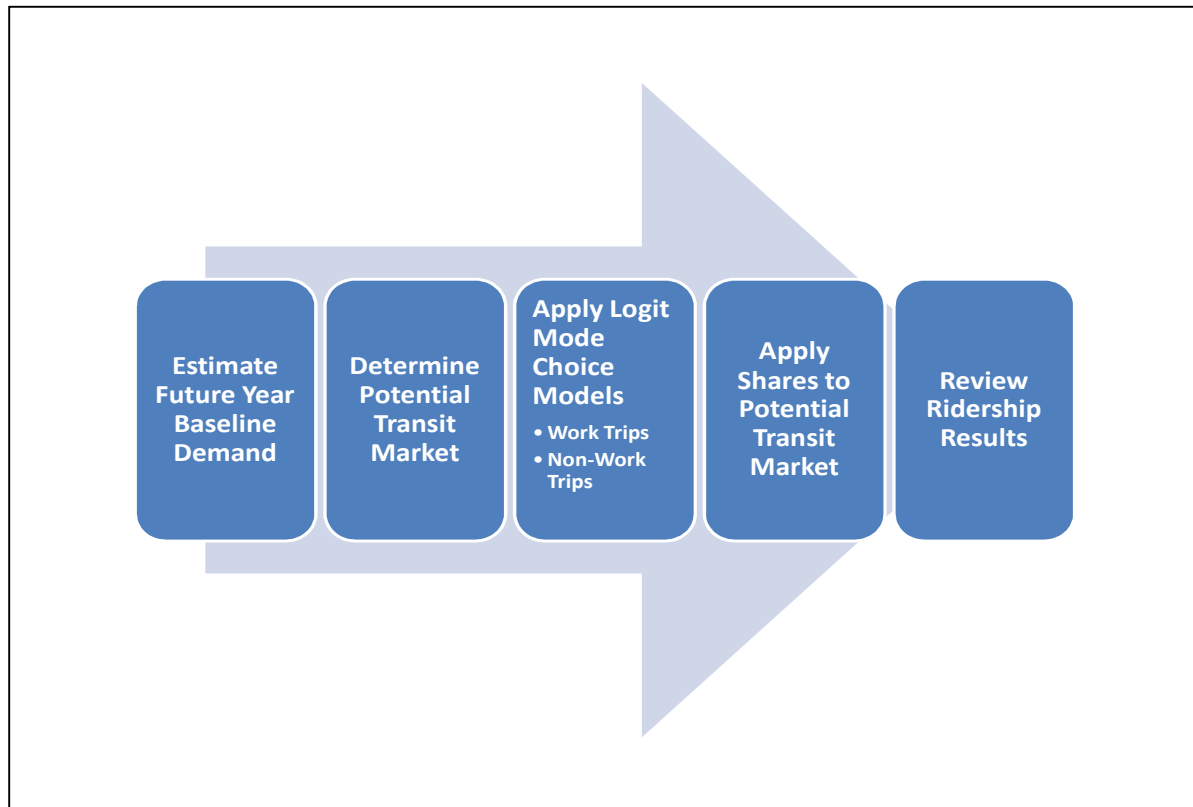 Estimate
Future Year
Baseline
Demand
Determine
Potential
Transit
Market
Apply Logit
Mode
Choice
Models
• Work Trips
• Non-Work
Trips
Apply
Shares to
Potential
Transit
Market
Review
Ridership
Results